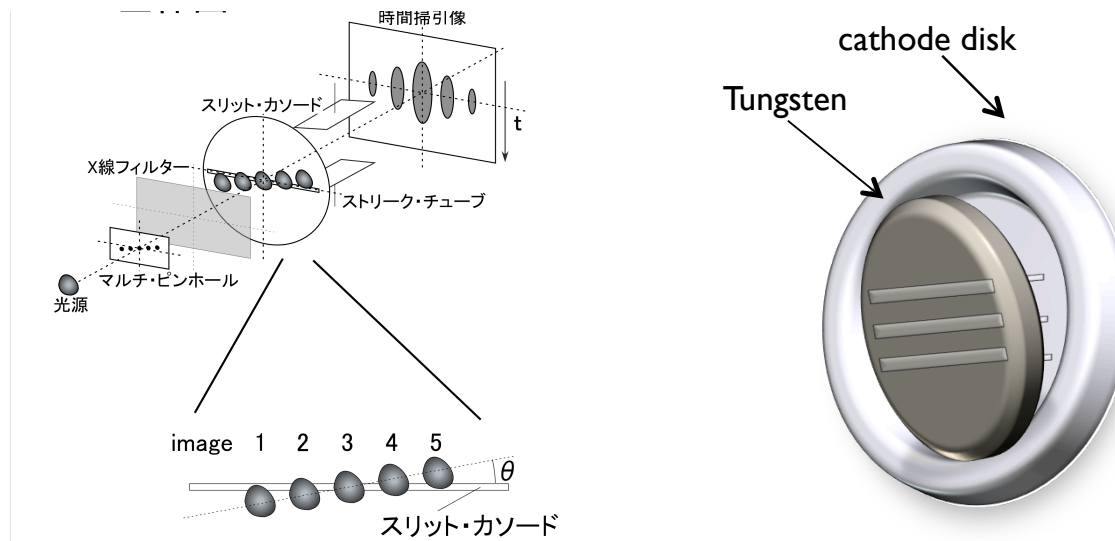 時間掃引像
スリット・カソード
t
X線フィルター
ストリーク・チューブ
マルチ・ピンホール
光源
image 1 2 3 4 5
θ
スリット・カソード
cathode disk
Tungsten